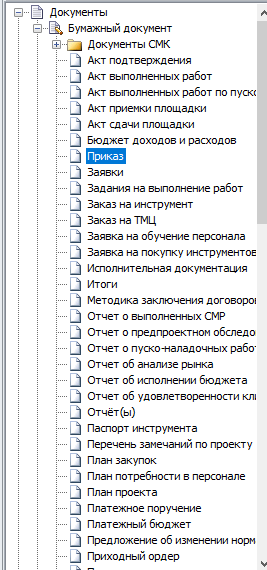 Документы
Бумажный документ
Документы СМК
Акт подтверждения
Акт выполненных работ
Акт выполненных работ по пуско
Акт приемки площадки
Акт сдачи площадки
Бюджет доходов и расходов
Приказ
Заявки
Задания на выполнение работ
Заказ на инструмент
Заказ на ТМЦ
Заявка на обучение персонала
Заявка на покупку инструментов
Исполнительная документация
Итоги
Методика заключения договоро
Отчет о выполненных СМР
Отчет о предпроектном обследо
Отчет о пуско-наладочных рабо
Отчет об анализе рынка
Отчет об исполнении бюджета
Отчет об удовлетворенности кли
Отчёт(ы)
Паспорт инструмента
Перечень замечаний по проекту
План закупок
План потребности в персонале
План проекта
Платежное поручение
Платежный бюджет
Предложение об изменении норм
Приходный ордер